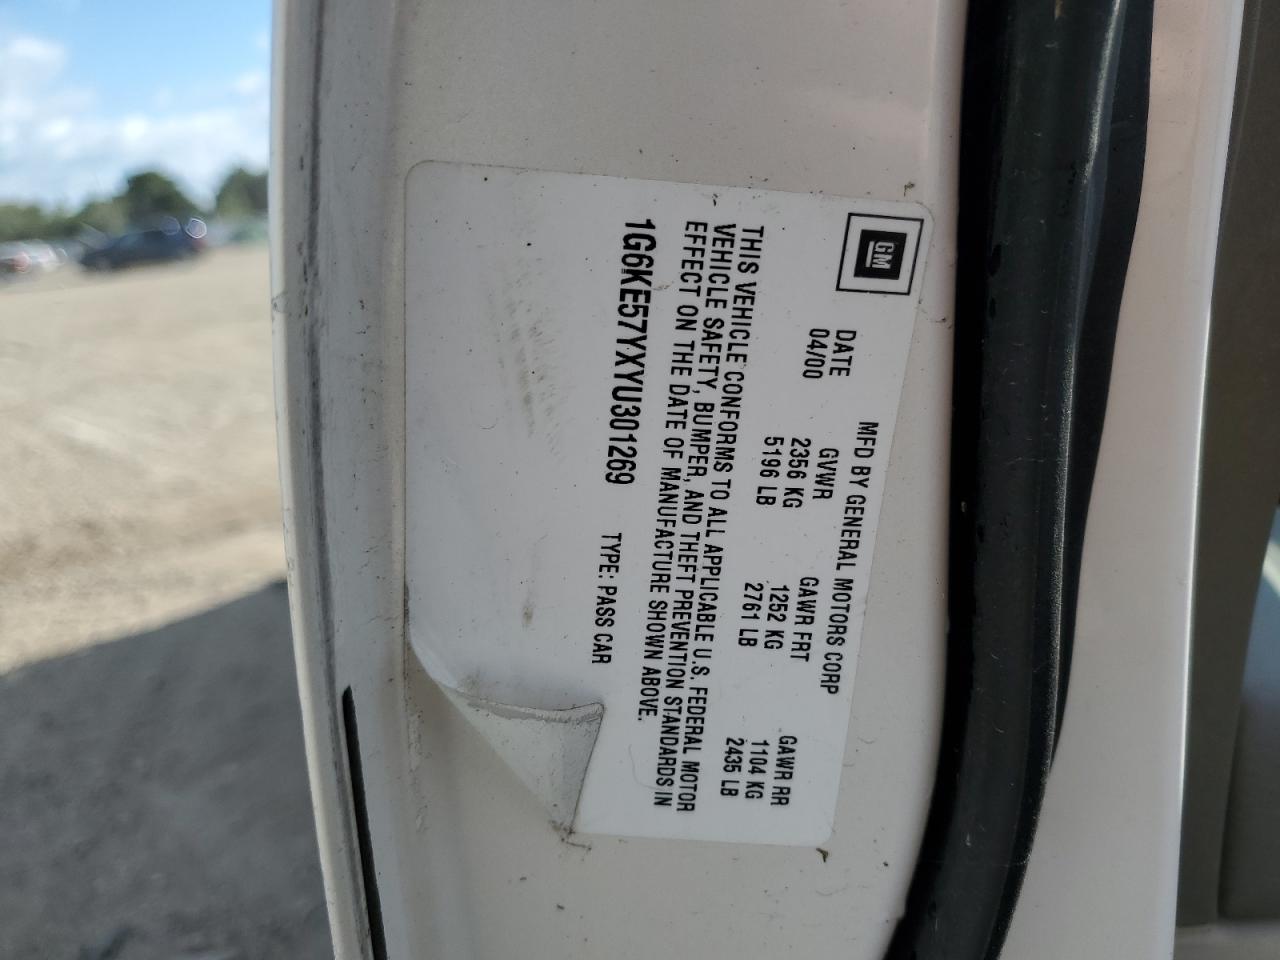 GM
MFD BY GENERAL MOTORS CORP
DATE GVWR GAWR FRT GAWR RR
04/00 2356 KG 1252 KG 1104 KG
5196 LB 2761 LB 2435 LB
THIS VEHICLE CONFORMS TO ALL APPLICABLE U.S. FEDERAL MOTOR
VEHICLE SAFETY, BUMPER, AND THEFT PREVENTION STANDARDS IN
EFFECT ON THE DATE OF MANUFACTURE SHOWN ABOVE.
1G6KE57YXYU301269 TYPE: PASS CAR